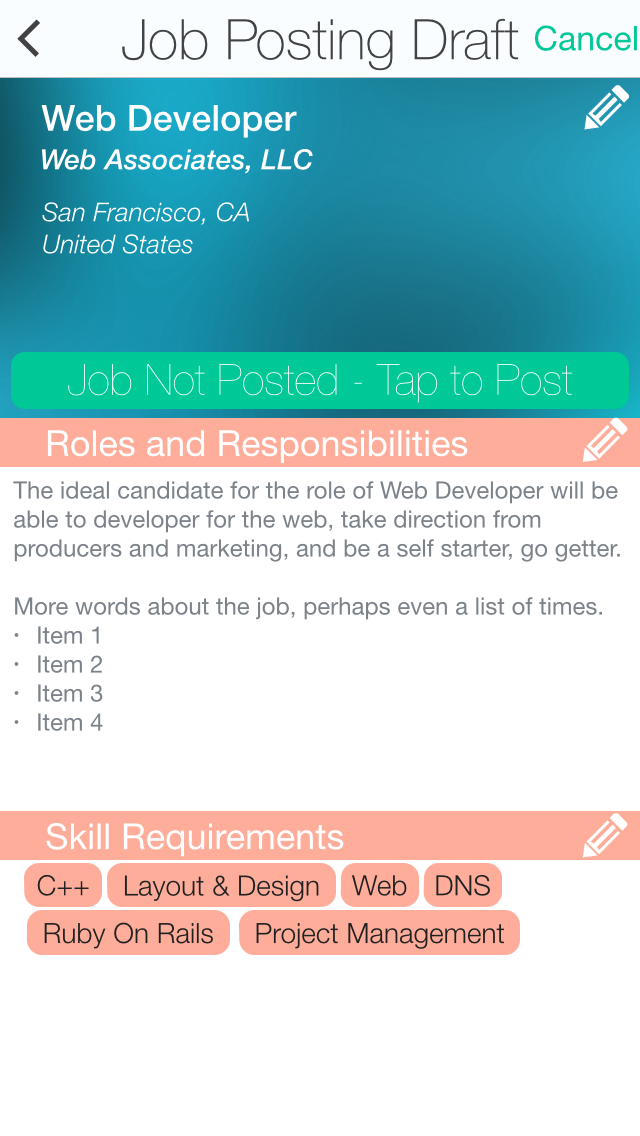 Job Posting Draft Cancel
Web Developer
Web Associates, LLC
San Francisco, CA
United States
Job Not Posted - Tap to Post
Roles and Responsibilities
The ideal candidate for the role of Web Developer will be
able to developer for the web, take direction from
producers and marketing, and be a self starter, go getter.
More words about the job, perhaps even a list of times.
· Item 1
· Item 2
· Item 3
· Item 4
Skill Requirements
C++ Layout & Design Web DNS
Ruby On Rails Project Management